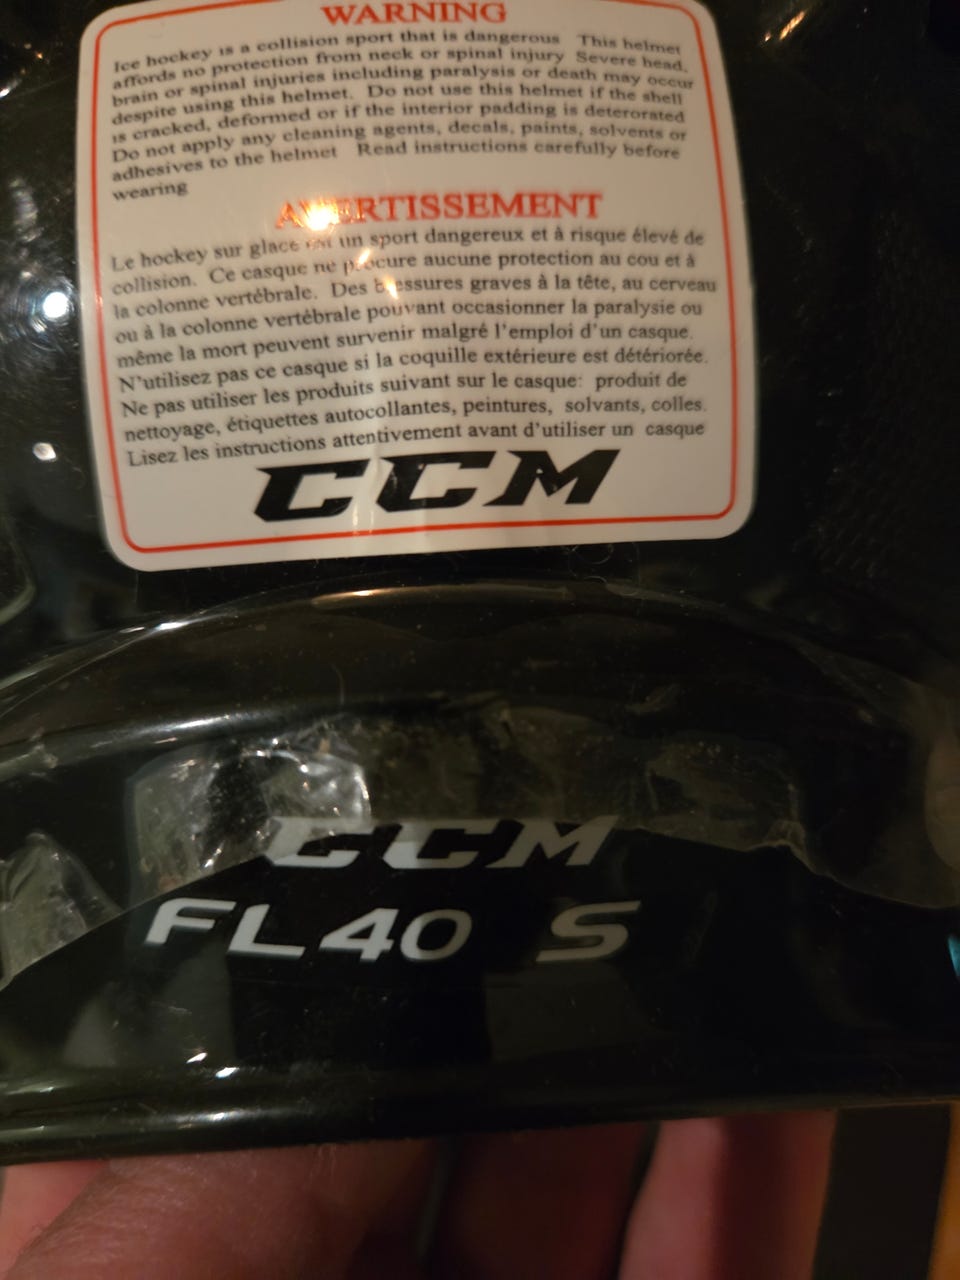 WARNING
Ice hockey is a collision sport that is dangerous This helmet
affords no protection from neck or spinal injury Severe head,
brain or spinal injuries including paralysis or death may occur
despite using this helmet. Do not use this helmet if the shell
is cracked, deformed or if the interior padding is deterorated
Do not apply any cleaning agents, decals, paints, solvents or
adhesives to the helmet Read instructions carefully before
wearing
AVERTISSEMENT
Le hockey sur glace est un sport dangereux et à risque élevé de
collision. Ce casque ne procure aucune protection au cou et à
la colonne vertébrale. Des blessures graves à la tête, au cerveau
ou à la colonne vertébrale pouvant occasionner la paralysie ou
même la mort peuvent survenir malgré l'emploi d'un casque.
N'utilisez pas ce casque si la coquille extérieure est détériorée.
Ne pas utiliser les produits suivant sur le casque: produit de
nettoyage, étiquettes autocollantes, peintures, solvants, colles.
Lisez les instructions attentivement avant d'utiliser un casque
CCM
CCM
FL40 S